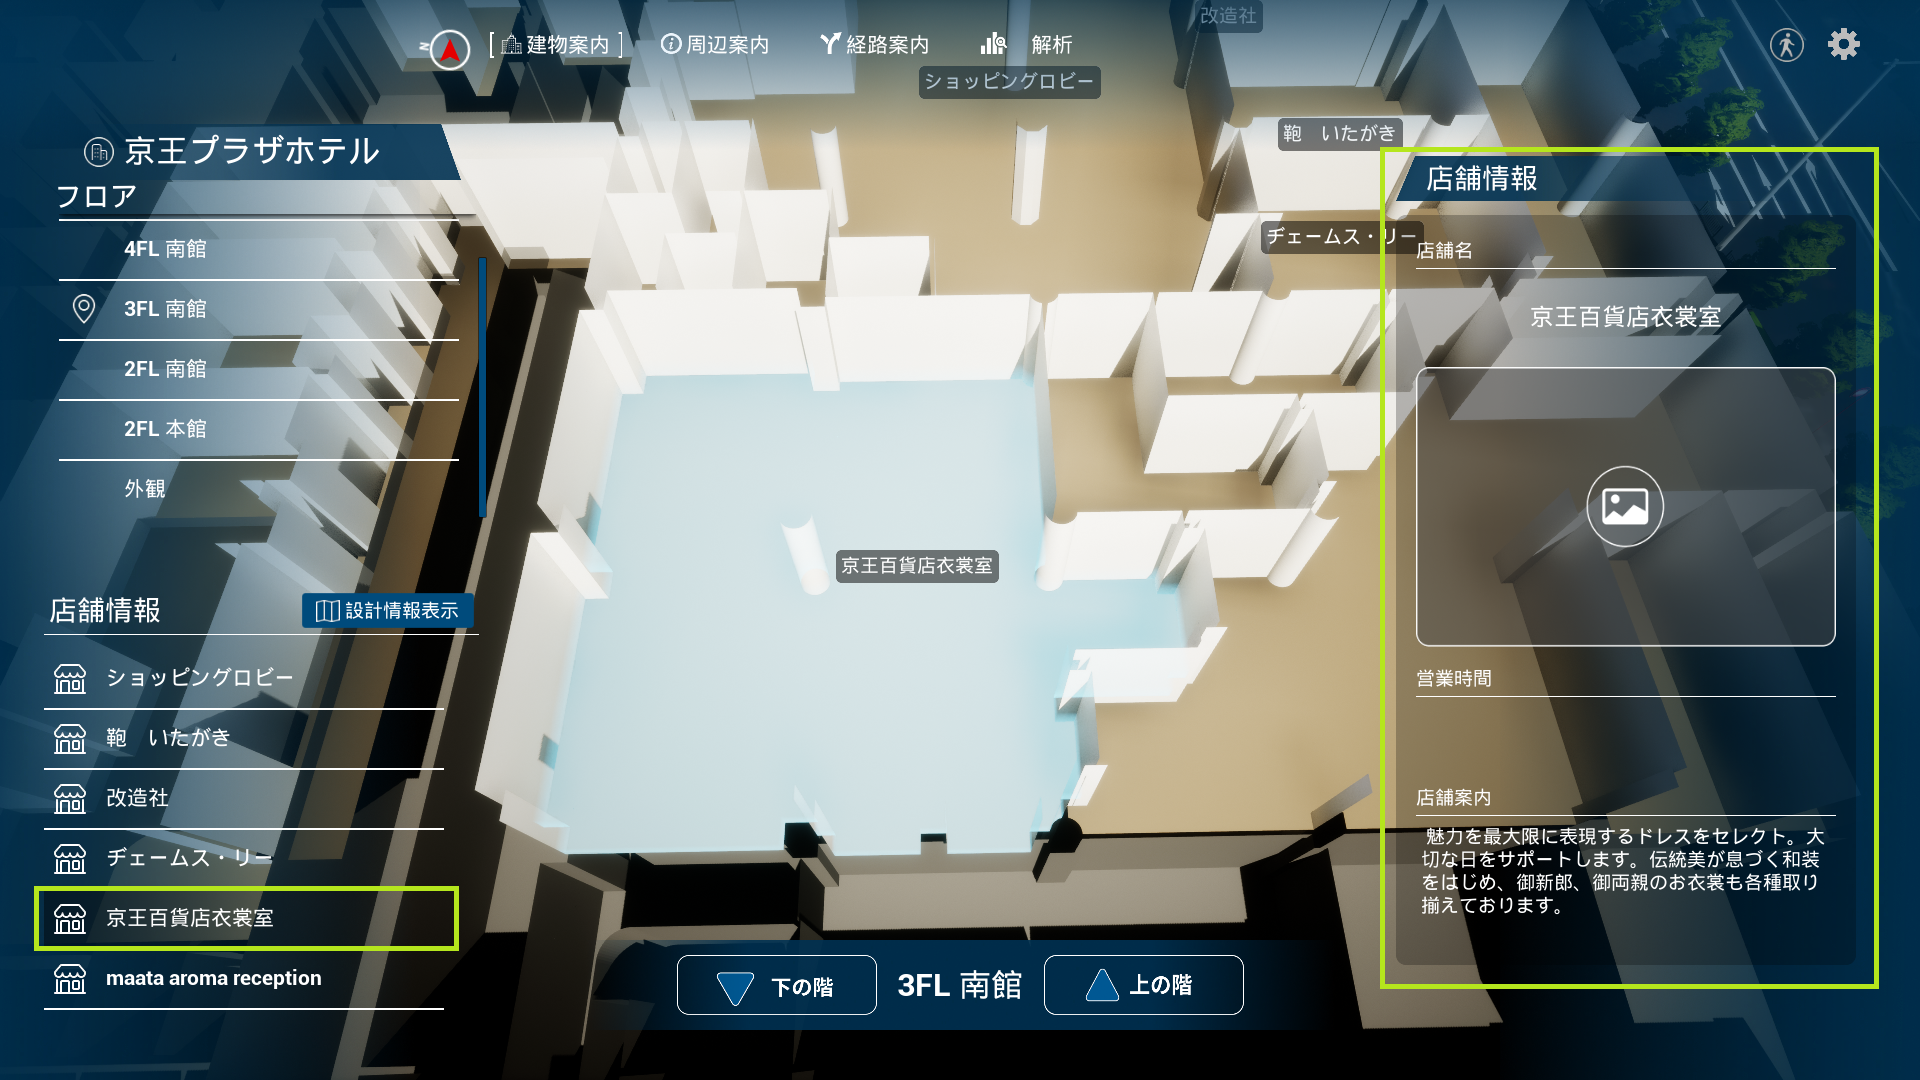 改造社
N
建物案内
周辺案内
経路案内
解析
ショッピングロビー
鞄　いたがき
ヂェームス・リー
京王プラザホテル
フロア
4FL 南館
3FL 南館
2FL 南館
2FL 本館
外観
店舗情報
設計情報表示
ショッピングロビー
鞄　いたがき
改造社
ヂェームス・リー
京王百貨店衣裳室
maata aroma reception
京王百貨店衣裳室
下の階
3FL 南館
上の階
店舗情報
店舗名
京王百貨店衣裳室
営業時間
店舗案内
魅力を最大限に表現するドレスをセレクト。大
切な日をサポートします。伝統美が息づく和装
をはじめ、御新郎、御両親のお衣裳も各種取り
揃えております。